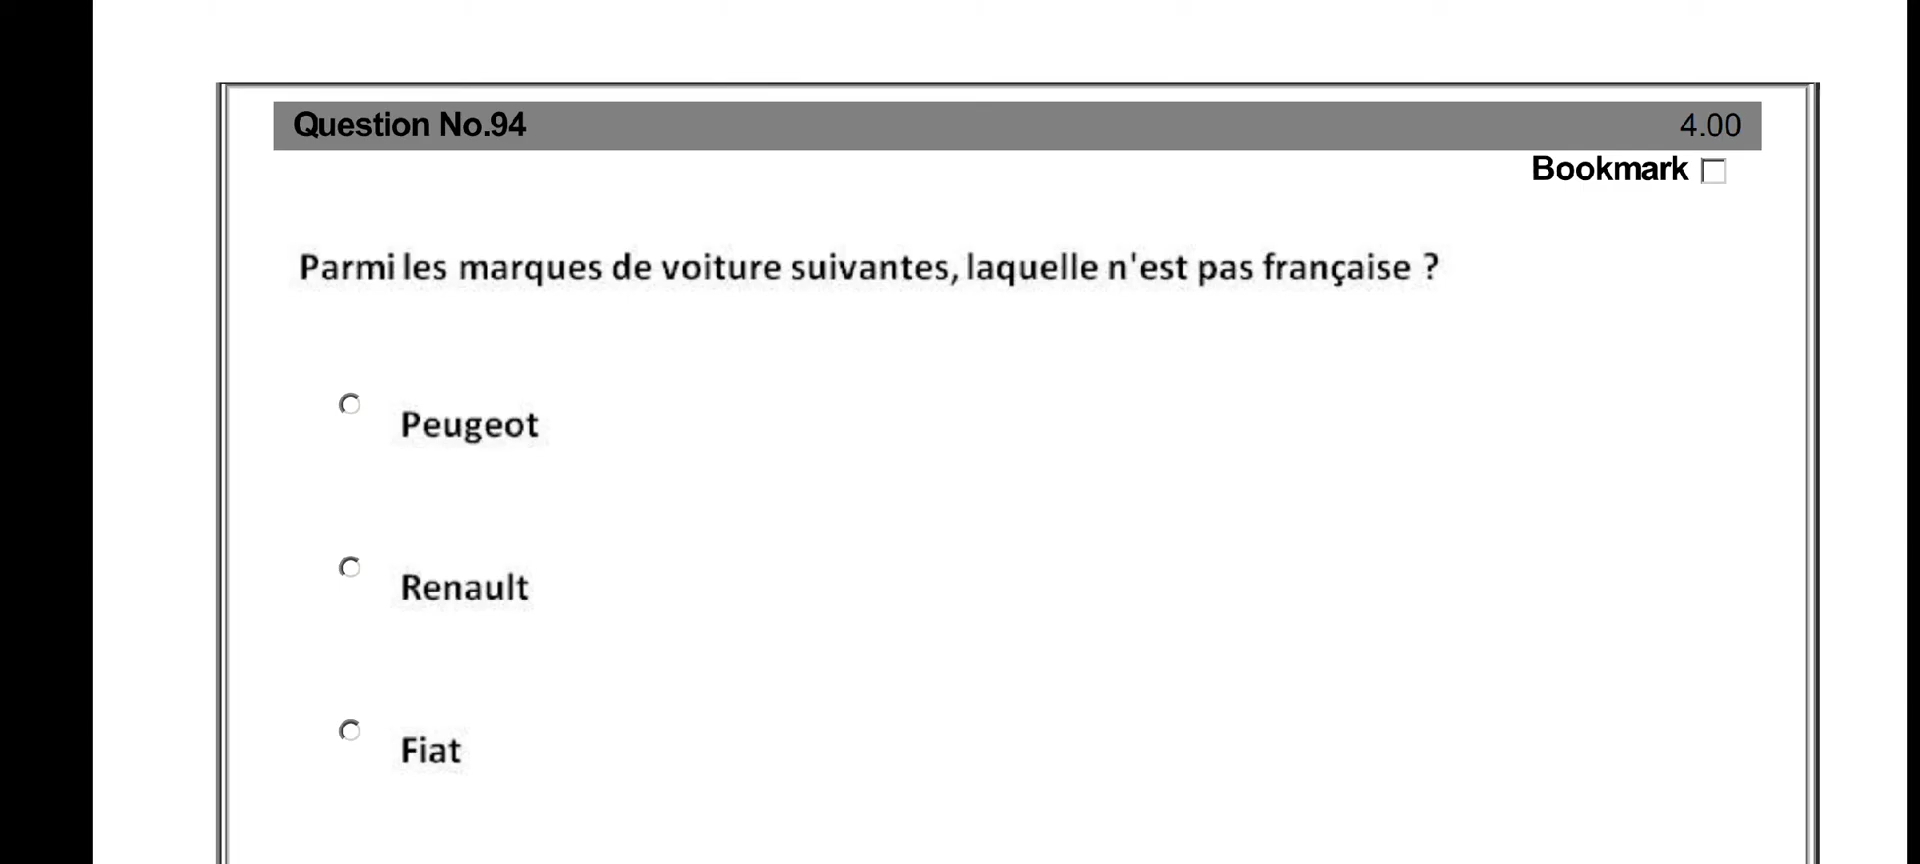 Question No.94 4.00
Bookmark
Parmi les marques de voiture suivantes, laquelle n'est pas française ?
Peugeot
Renault
Fiat